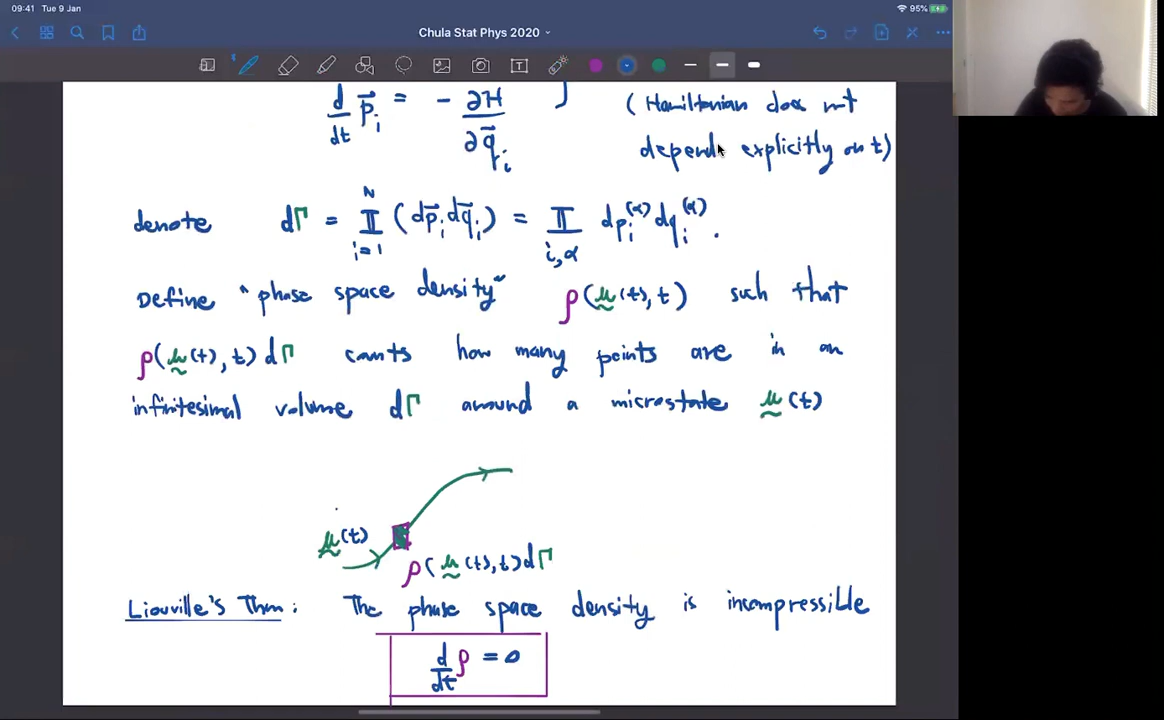 09:41 Tue 9 Jan
95%
Chula Stat Phys 2020
d/dt p⃗_i = - ∂H/∂q⃗_i } (Hamiltonian does not
depend explicitly on t)
denote dΓ = ∏_{i=1}^{N} (dp⃗_i dq⃗_i) = ∏_{i,α} dp_i^{(α)} dq_i^{(α)}.
Define "phase space density" ρ(μ(t), t) such that
ρ(μ(t), t) dΓ counts how many points are in an
infinitesimal volume dΓ around a microstate μ(t)
μ(t)
ρ(μ(t), t) dΓ
Liouville's Thm: The phase space density is incompressible
d/dt ρ = 0